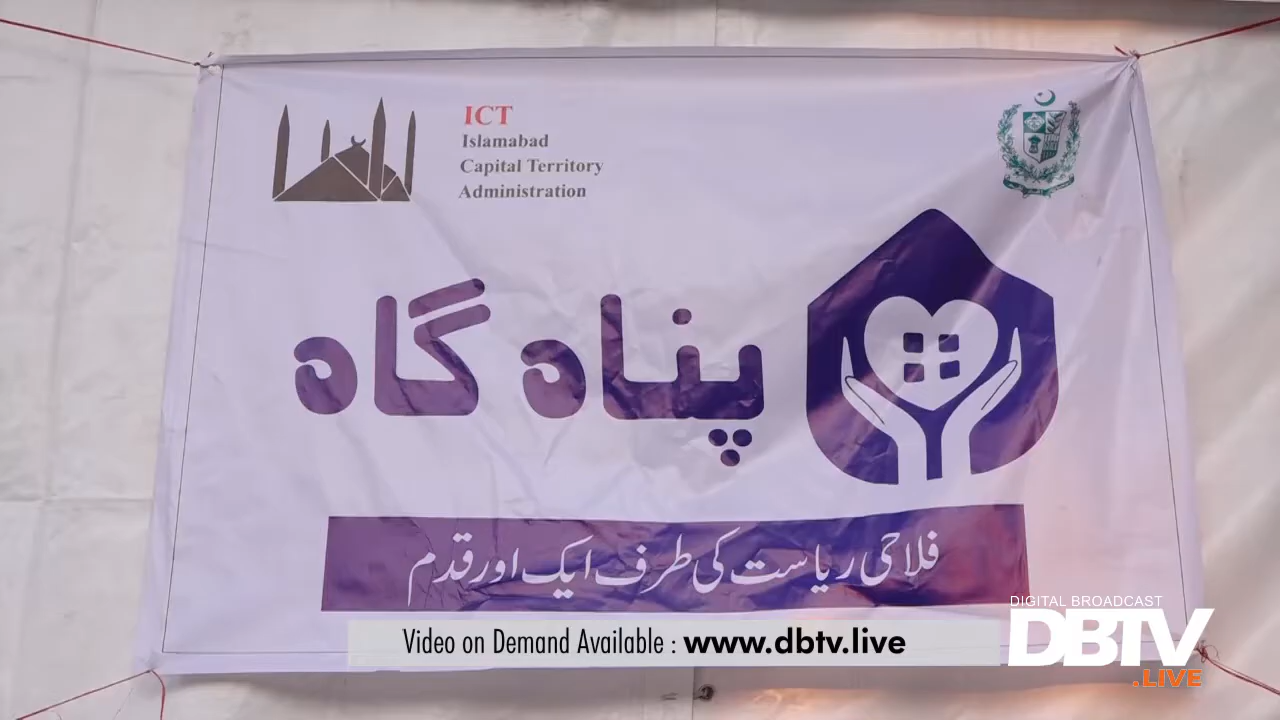 ICT
Islamabad
Capital Territory
Administration
پناہ گاہ
فلاحی ریاست کی طرف ایک اور قدم
Video on Demand Available : www.dbtv.live
DIGITAL BROADCAST
DBTV
.LIVE